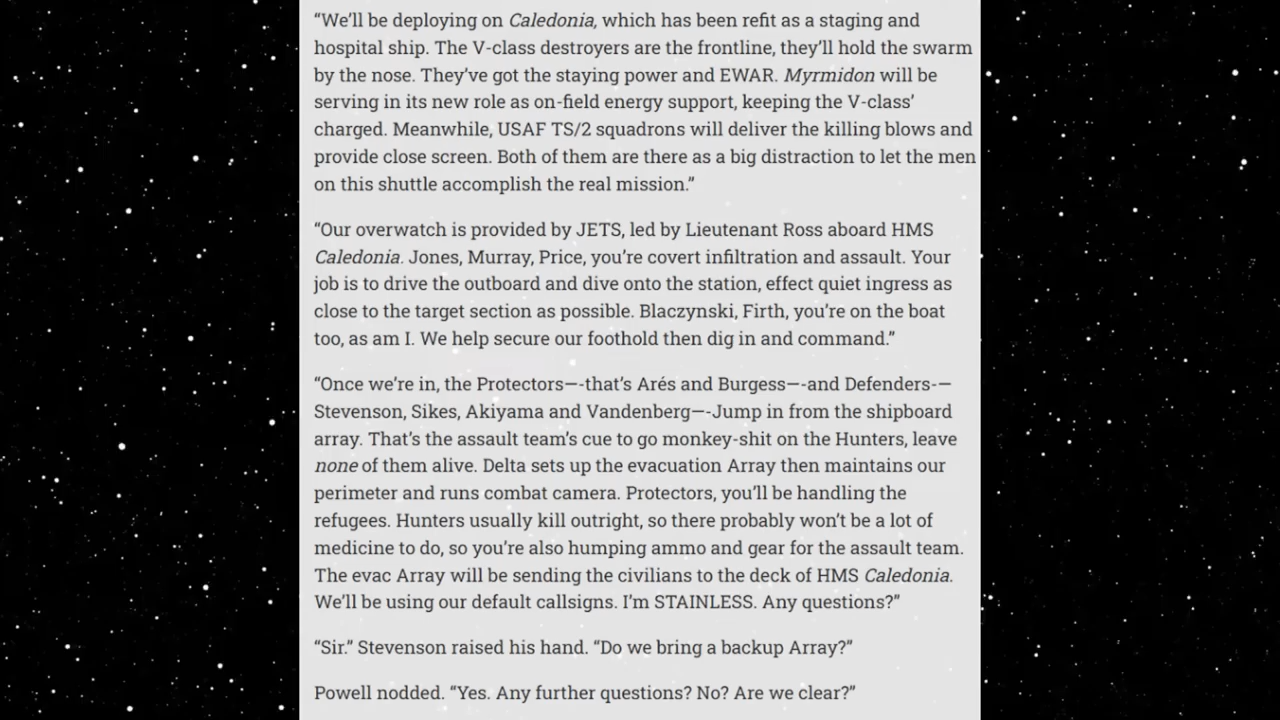 “We’ll be deploying on Caledonia, which has been refit as a staging and
hospital ship. The V-class destroyers are the frontline, they’ll hold the swarm
by the nose. They’ve got the staying power and EWAR. Myrmidon will be
serving in its new role as on-field energy support, keeping the V-class’
charged. Meanwhile, USAF TS/2 squadrons will deliver the killing blows and
provide close screen. Both of them are there as a big distraction to let the men
on this shuttle accomplish the real mission.”
“Our overwatch is provided by JETS, led by Lieutenant Ross aboard HMS
Caledonia. Jones, Murray, Price, you’re covert infiltration and assault. Your
job is to drive the outboard and dive onto the station, effect quiet ingress as
close to the target section as possible. Blaczynski, Firth, you’re on the boat
too, as am I. We help secure our foothold then dig in and command.”
“Once we’re in, the Protectors—-that’s Arés and Burgess—-and Defenders-—
Stevenson, Sikes, Akiyama and Vandenberg—-Jump in from the shipboard
array. That’s the assault team’s cue to go monkey-shit on the Hunters, leave
none of them alive. Delta sets up the evacuation Array then maintains our
perimeter and runs combat camera. Protectors, you’ll be handling the
refugees. Hunters usually kill outright, so there probably won’t be a lot of
medicine to do, so you’re also humping ammo and gear for the assault team.
The evac Array will be sending the civilians to the deck of HMS Caledonia.
We’ll be using our default callsigns. I’m STAINLESS. Any questions?”
“Sir.” Stevenson raised his hand. “Do we bring a backup Array?”
Powell nodded. “Yes. Any further questions? No? Are we clear?”